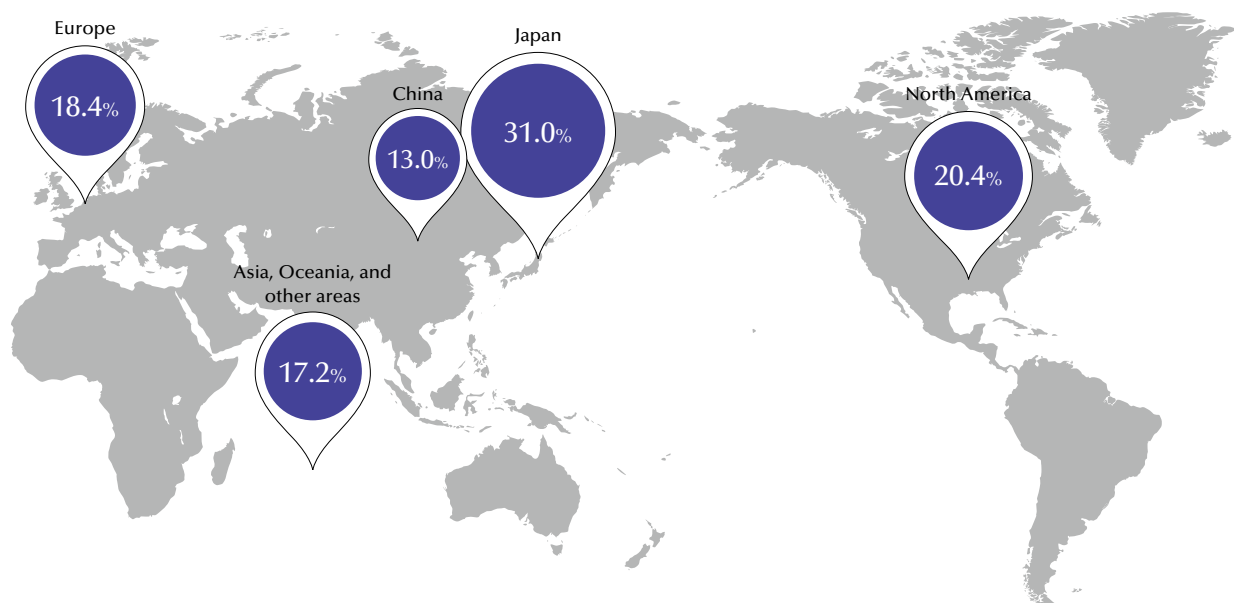 Europe
18.4%
Japan
31.0%
China
13.0%
North America
20.4%
Asia, Oceania, and
other areas
17.2%